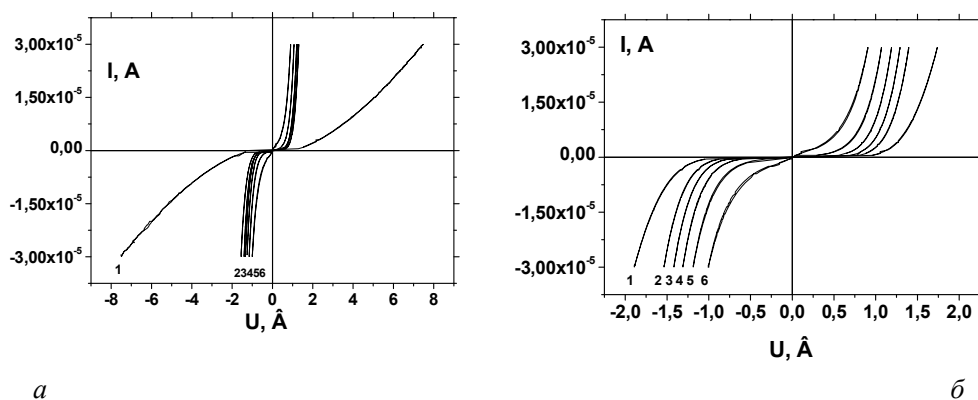 I, A
3,00x10⁻⁵
1,50x10⁻⁵
0,00
-1,50x10⁻⁵
-3,00x10⁻⁵
1
23456
-8 -6 -4 -2 0 2 4 6 8
U, Â
а
I, A
3,00x10⁻⁵
1,50x10⁻⁵
0,00
-1,50x10⁻⁵
-3,00x10⁻⁵
1 2 3 4 5 6
-2,0 -1,5 -1,0 -0,5 0,0 0,5 1,0 1,5 2,0
U, Â
б